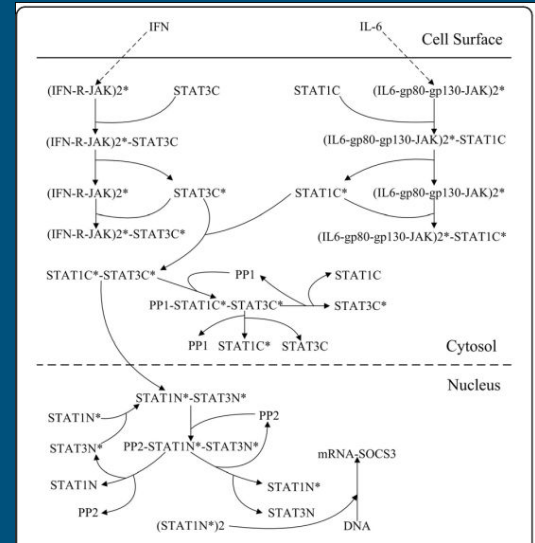 IFN IL-6
Cell Surface
(IFN-R-JAK)2* STAT3C STAT1C (IL6-gp80-gp130-JAK)2*
(IFN-R-JAK)2*-STAT3C (IL6-gp80-gp130-JAK)2*-STAT1C
(IFN-R-JAK)2* STAT3C* STAT1C* (IL6-gp80-gp130-JAK)2*
(IFN-R-JAK)2*-STAT3C* (IL6-gp80-gp130-JAK)2*-STAT1C*
STAT1C*-STAT3C* PP1 STAT1C
PP1-STAT1C*-STAT3C* STAT3C*
PP1 STAT1C* STAT3C Cytosol
Nucleus
STAT1N*-STAT3N*
STAT1N* PP2
STAT3N* PP2-STAT1N*-STAT3N* mRNA-SOCS3
STAT1N STAT1N*
PP2 STAT3N
(STAT1N*)2 DNA